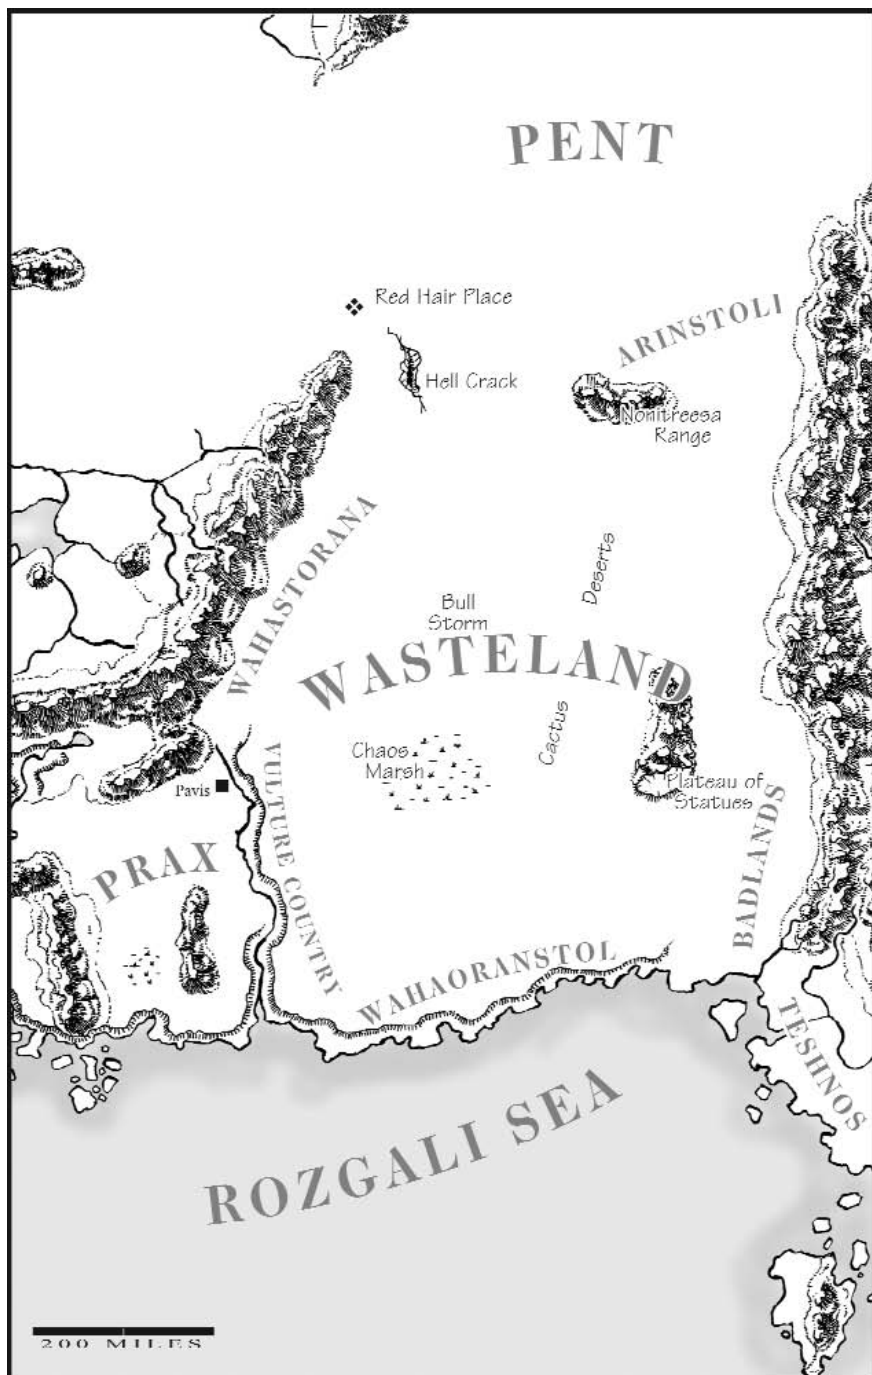 PENT
Red Hair Place
ARINSTOLI
Hell Crack
Nonitreesa
Range
WAHASTORANA
Deserts
Bull
Storm
WASTELAND
Cactus
Chaos
Marsh
Plateau of
Statues
Pavis
VULTURE COUNTRY
BADLANDS
PRAX
WAHAORANSTOL
TESHNOS
ROZGALI SEA
200 MILES